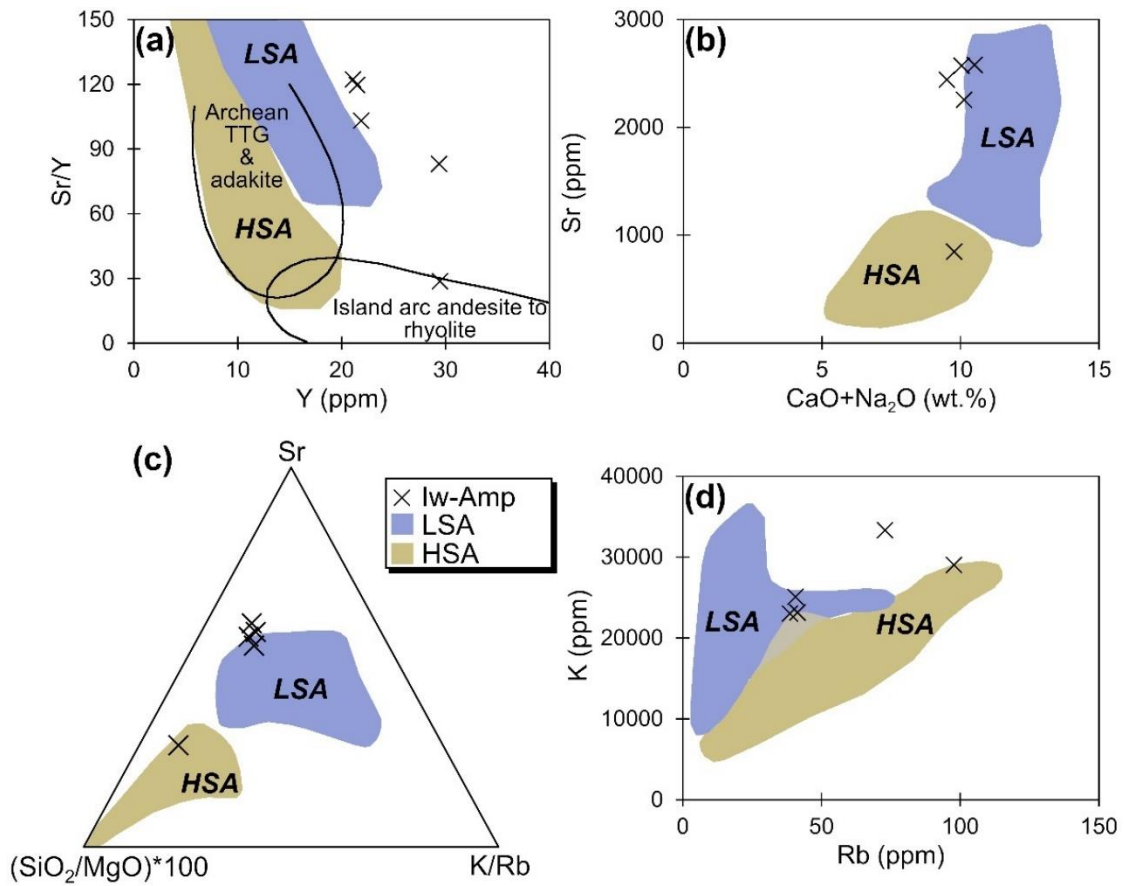 (a)
LSA
Archean
TTG
&
adakite
HSA
Island arc andesite to
rhyolite
150
120
90
60
30
0
Sr/Y
0
10
20
30
40
Y (ppm)
(b)
LSA
HSA
3000
2000
1000
0
Sr (ppm)
0
5
10
15
CaO+Na₂O (wt.%)
(c)
Sr
LSA
HSA
(SiO₂/MgO)*100
K/Rb
Iw-Amp
LSA
HSA
(d)
LSA
HSA
40000
30000
20000
10000
0
K (ppm)
0
50
100
150
Rb (ppm)